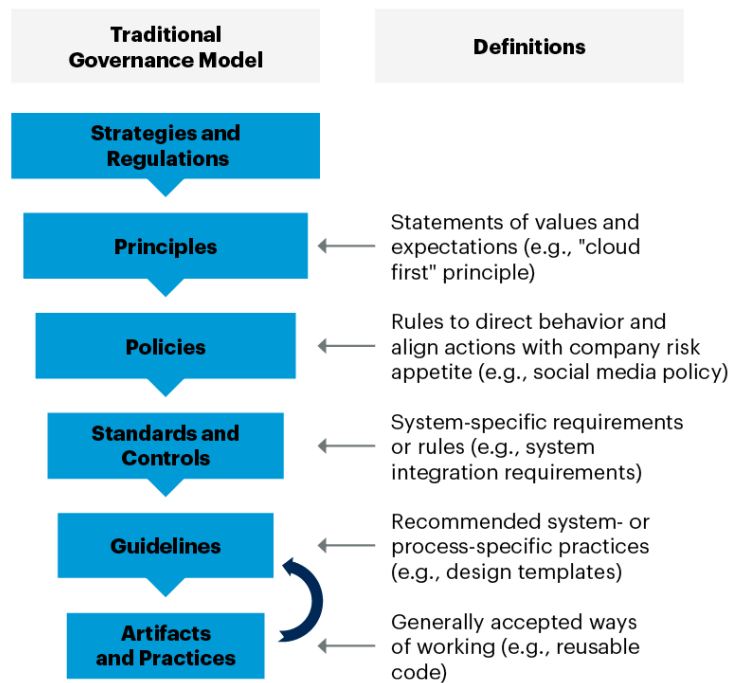 Traditional
Governance Model
Definitions
Strategies and
Regulations
Principles
Statements of values and
expectations (e.g., "cloud
first" principle)
Policies
Rules to direct behavior and
align actions with company risk
appetite (e.g., social media policy)
Standards and
Controls
System-specific requirements
or rules (e.g., system
integration requirements)
Guidelines
Recommended system- or
process-specific practices
(e.g., design templates)
Artifacts
and Practices
Generally accepted ways
of working (e.g., reusable
code)